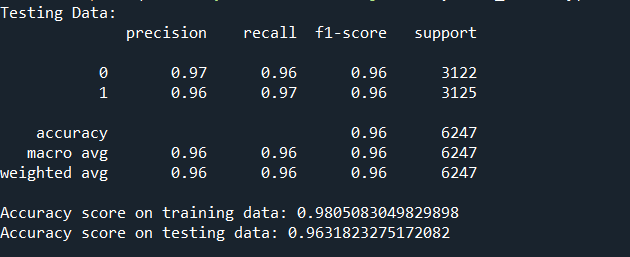 Testing Data:
precision recall f1-score support
0 0.97 0.96 0.96 3122
1 0.96 0.97 0.96 3125
accuracy 0.96 6247
macro avg 0.96 0.96 0.96 6247
weighted avg 0.96 0.96 0.96 6247
Accuracy score on training data: 0.9805083049829898
Accuracy score on testing data: 0.9631823275172082